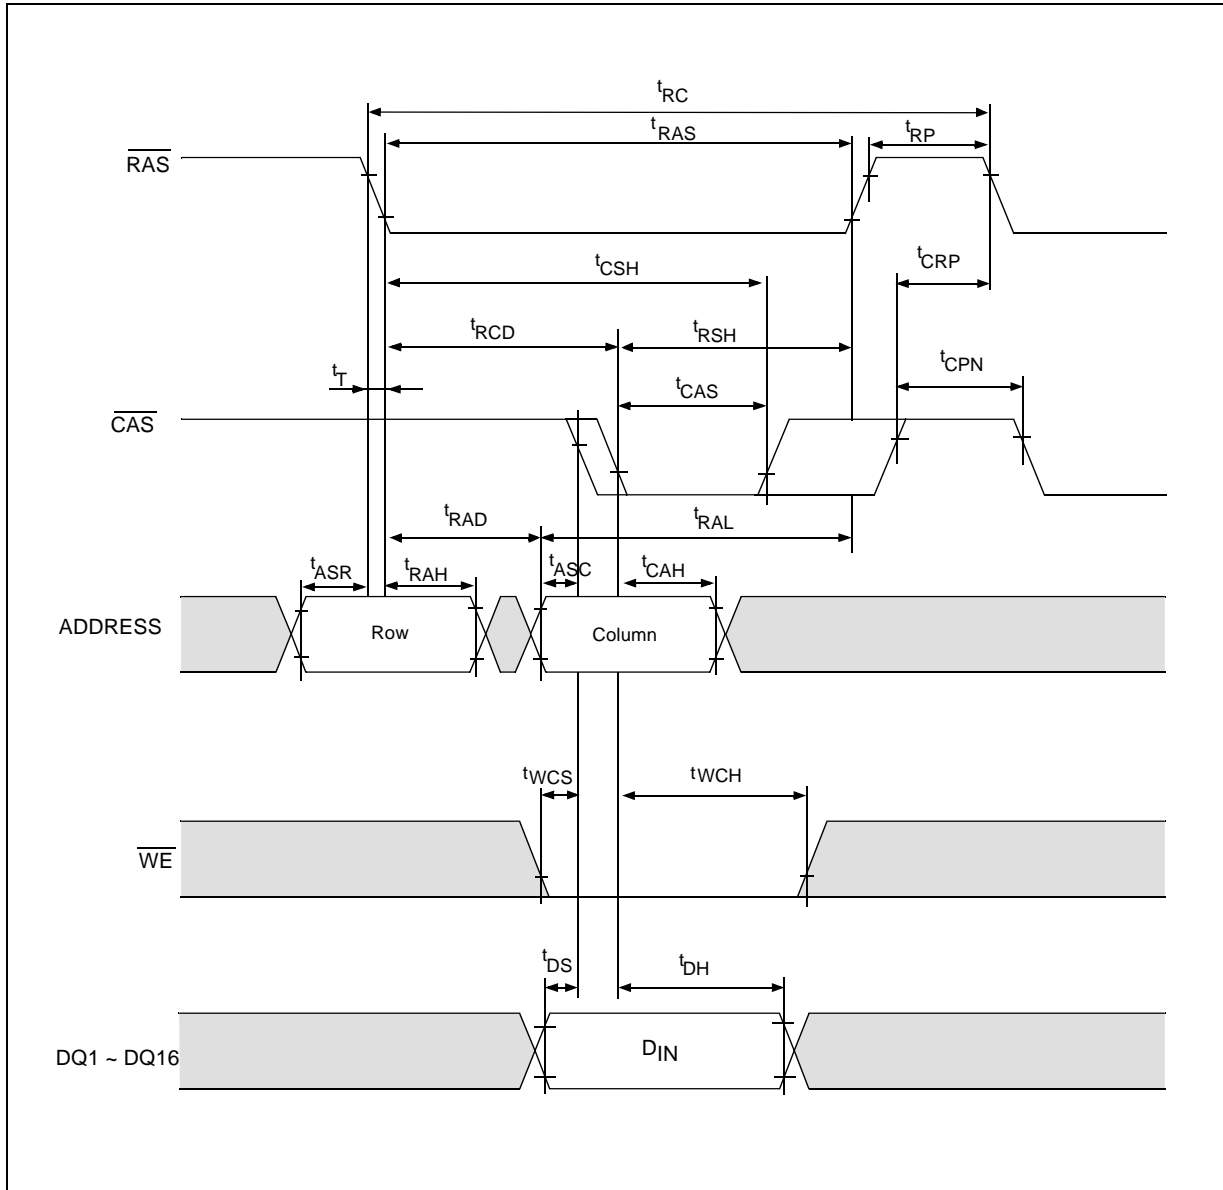 tRC
tRAS
tRP
RAS
tCSH
tCRP
tRCD
tRSH
tCPN
tT
tCAS
CAS
tRAD
tRAL
tASR
tRAH
tASC
tCAH
ADDRESS
Row
Column
tWCS
tWCH
WE
tDS
tDH
DQ1 ~ DQ16
DIN